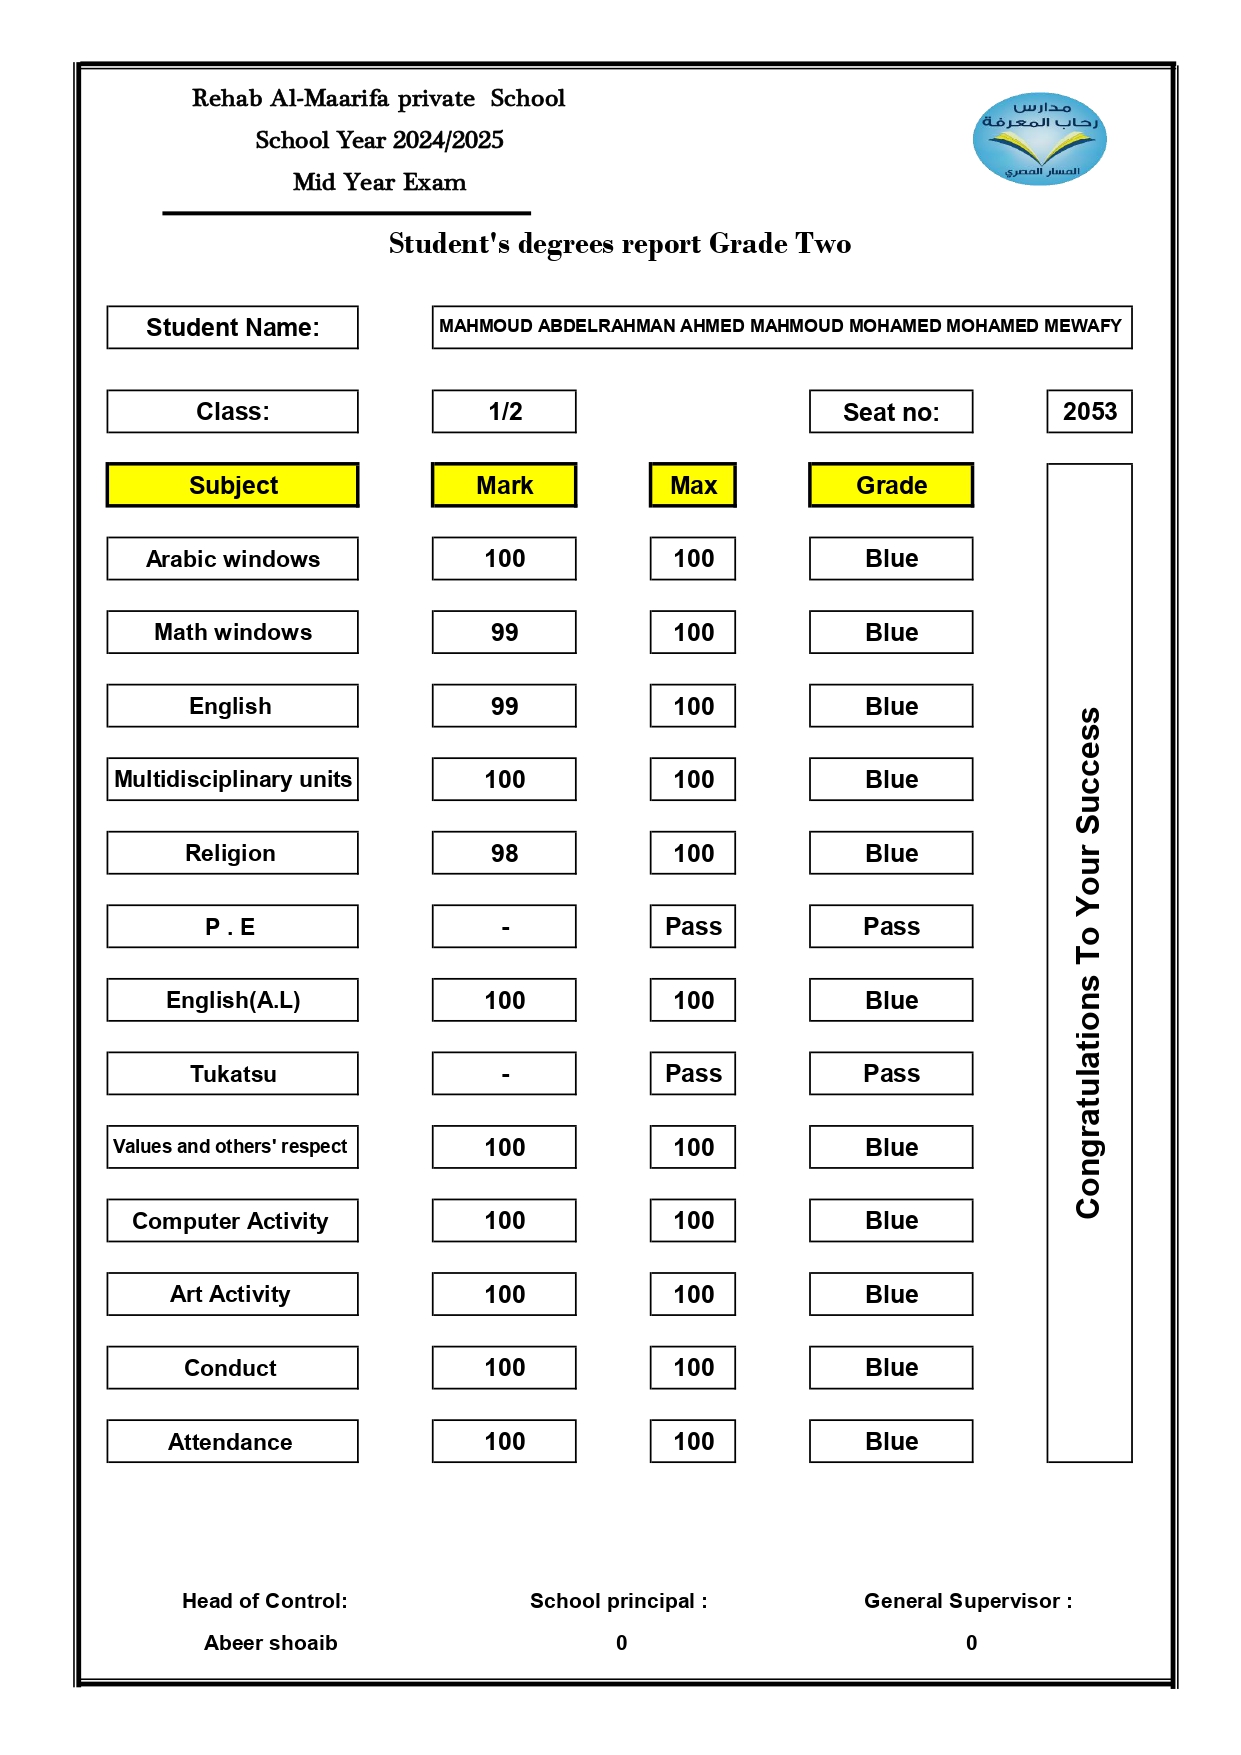 Rehab Al-Maarifa private School
School Year 2024/2025
Mid Year Exam
مدارس
رحاب المعرفة
المسار المصري
Student's degrees report Grade Two
Student Name: MAHMOUD ABDELRAHMAN AHMED MAHMOUD MOHAMED MOHAMED MEWAFY
Class: 1/2 Seat no: 2053
Subject Mark Max Grade
Arabic windows 100 100 Blue
Math windows 99 100 Blue
English 99 100 Blue
Multidisciplinary units 100 100 Blue
Religion 98 100 Blue
P . E - Pass Pass
English(A.L) 100 100 Blue
Tukatsu - Pass Pass
Values and others' respect 100 100 Blue
Computer Activity 100 100 Blue
Art Activity 100 100 Blue
Conduct 100 100 Blue
Attendance 100 100 Blue
Congratulations To Your Success
Head of Control: School principal : General Supervisor :
Abeer shoaib 0 0